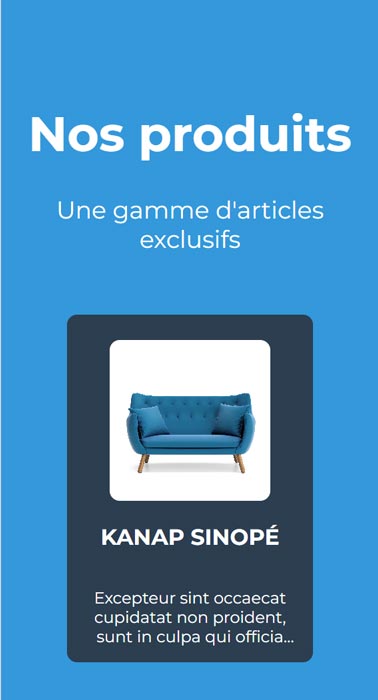 Nos produits
Une gamme d'articles
exclusifs
KANAP SINOPÉ
Excepteur sint occaecat
cupidatat non proident,
sunt in culpa qui officia...